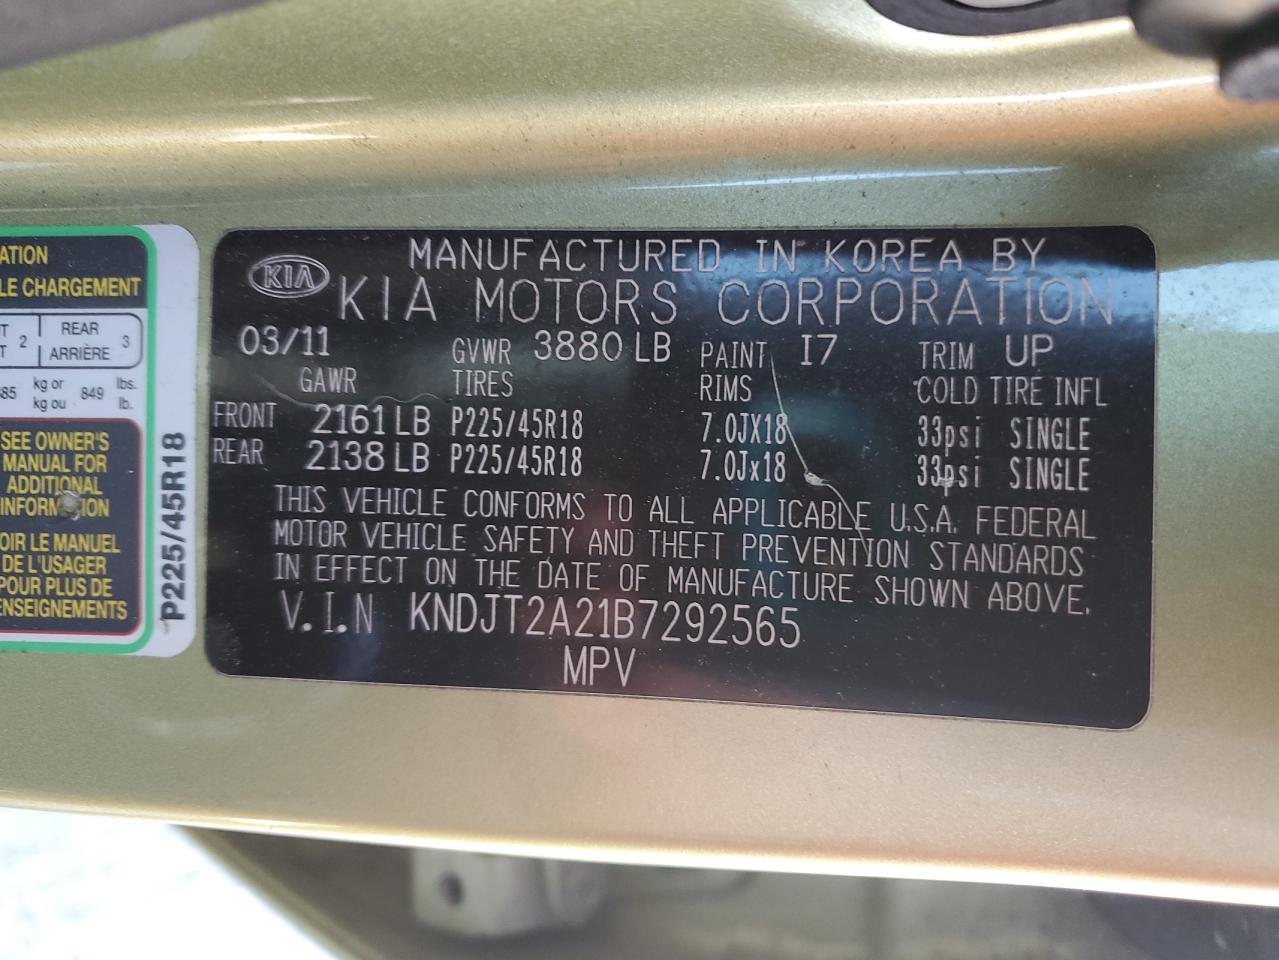 ATION
LE CHARGEMENT
2
REAR
ARRIÈRE
3
kg or
kg ou
849
lbs.
lb.
SEE OWNER'S
MANUAL FOR
ADDITIONAL
INFORMATION
OIR LE MANUEL
DE L'USAGER
POUR PLUS DE
ENSEIGNEMENTS
P225/45R18
MANUFACTURED IN KOREA BY
KIA
KIA MOTORS CORPORATION
03/11 GVWR 3880 LB PAINT I7 TRIM UP
GAWR TIRES RIMS COLD TIRE INFL
FRONT 2161 LB P225/45R18 7.0JX18 33psi SINGLE
REAR 2138 LB P225/45R18 7.0Jx18 33psi SINGLE
THIS VEHICLE CONFORMS TO ALL APPLICABLE U.S.A. FEDERAL
MOTOR VEHICLE SAFETY AND THEFT PREVENTION STANDARDS
IN EFFECT ON THE DATE OF MANUFACTURE SHOWN ABOVE.
V.I.N KNDJT2A21B7292565
MPV